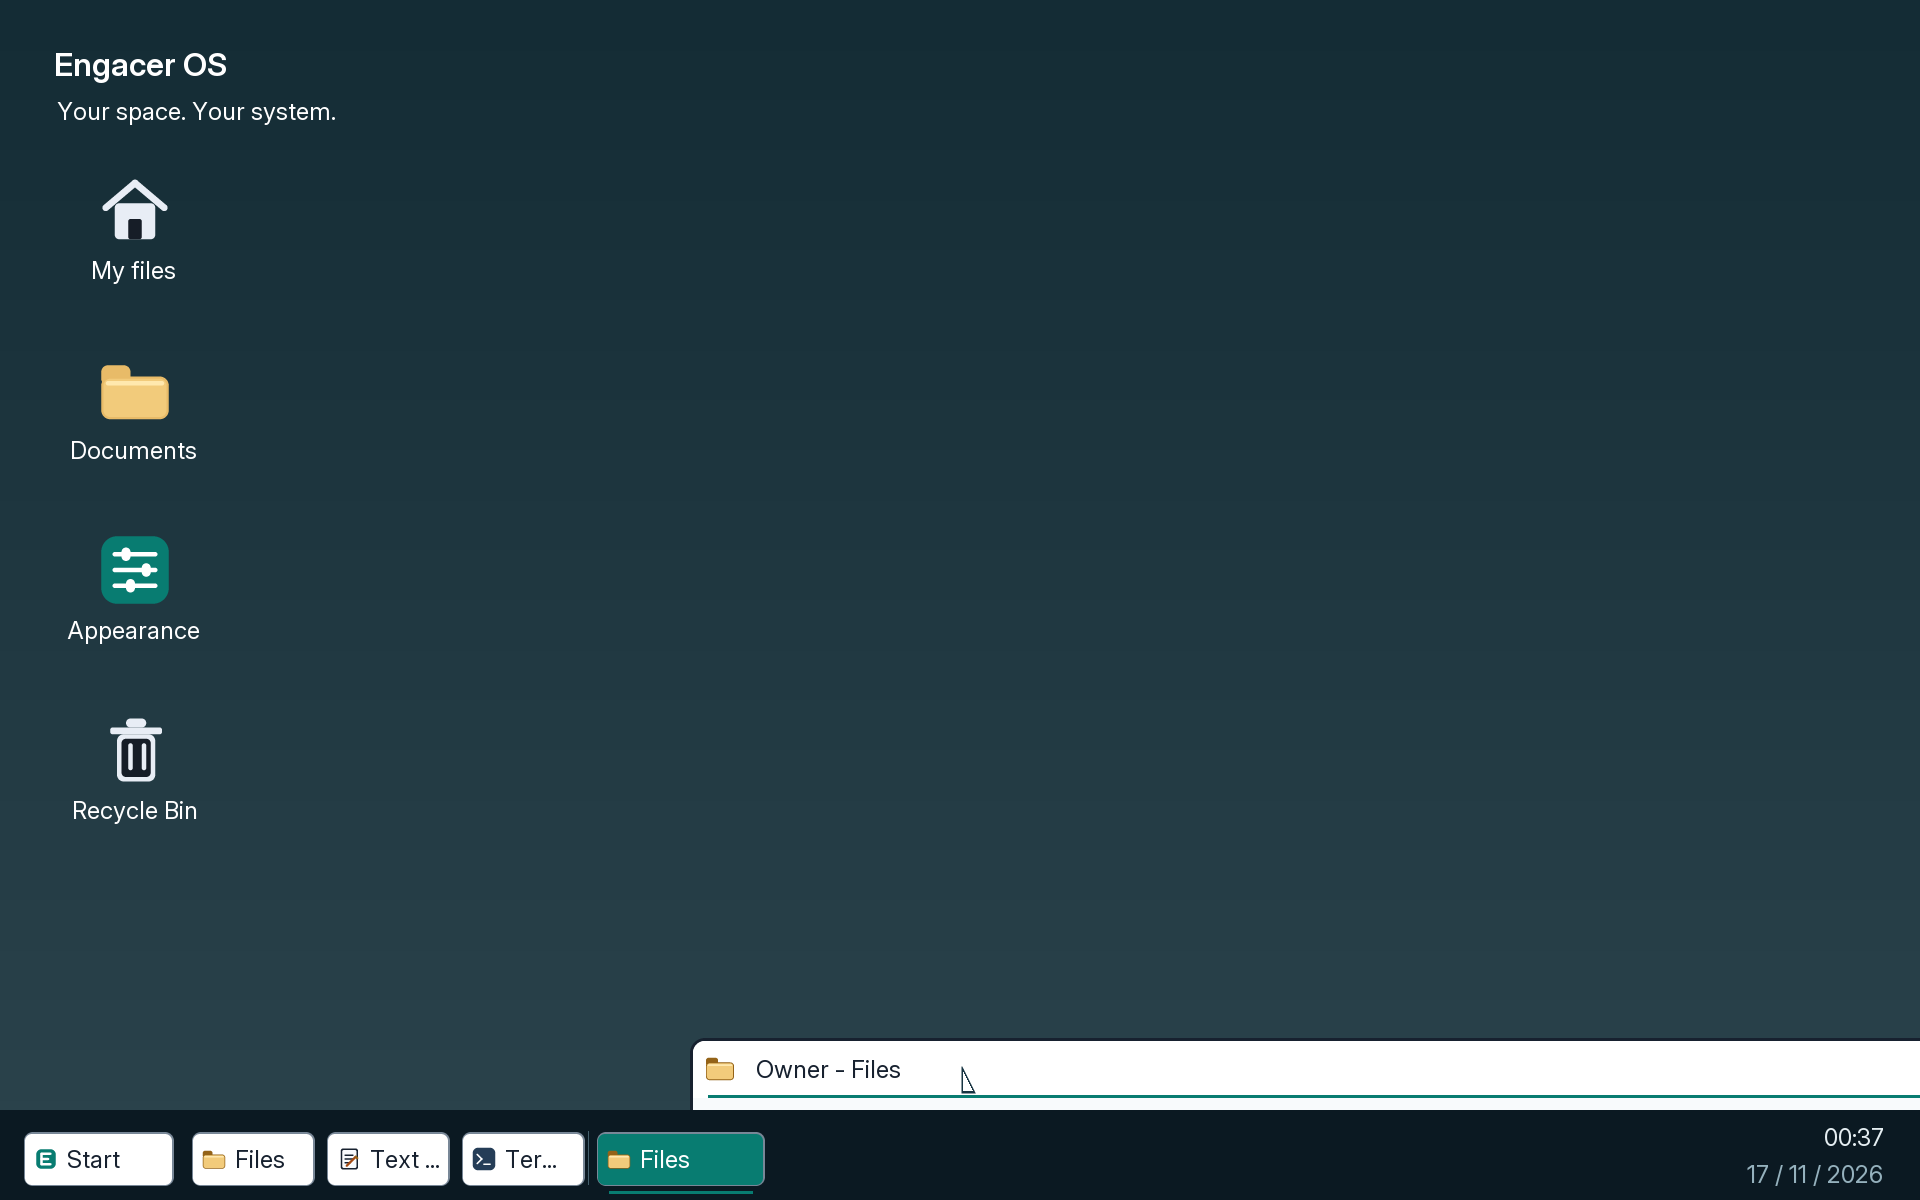 Engacer OS
Your space. Your system.
My files
Documents
Appearance
Recycle Bin
Owner - Files
Start
Files
Text ...
Ter...
Files
00:37
17 / 11 / 2026